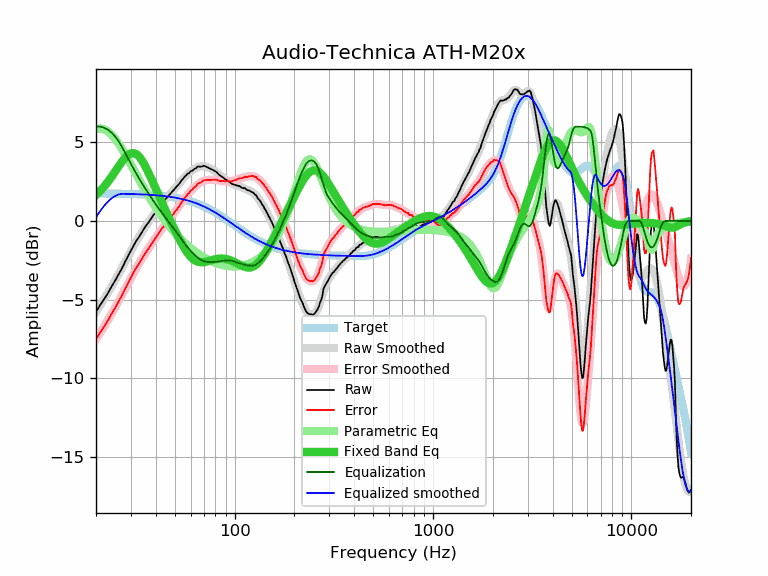 Audio-Technica ATH-M20x
Amplitude (dBr)
5
0
−5
−10
−15
Target
Raw Smoothed
Error Smoothed
Raw
Error
Parametric Eq
Fixed Band Eq
Equalization
Equalized smoothed
100
1000
10000
Frequency (Hz)